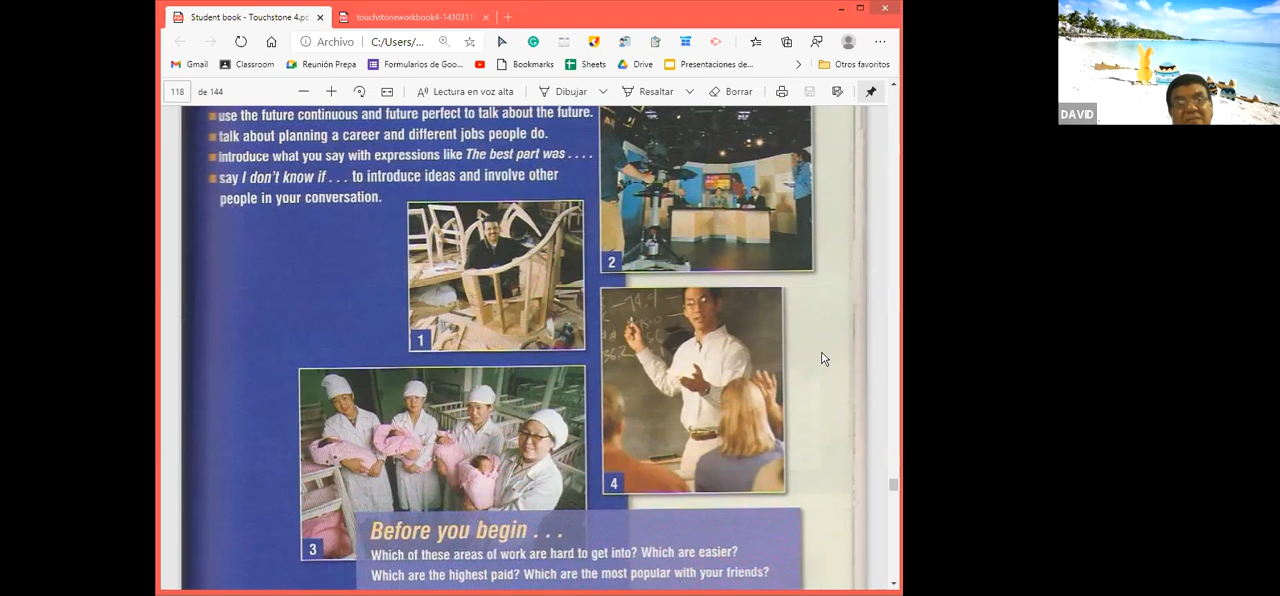 Student book - Touchstone 4.pc
touchstoneworkbook4-1410311
Archivo
C:/Users/...
Gmail
Classroom
Reunión Prepa
Formularios de Goo...
Bookmarks
Sheets
Drive
Presentaciones de...
Otros favoritos
118
de 144
Lectura en voz alta
Dibujar
Resaltar
Borrar
use the future continuous and future perfect to talk about the future.
talk about planning a career and different jobs people do.
introduce what you say with expressions like The best part was . . . .
say I don't know if . . . to introduce ideas and involve other
people in your conversation.
1
2
3
4
Before you begin . . .
Which of these areas of work are hard to get into? Which are easier?
Which are the highest paid? Which are the most popular with your friends?
DAVID